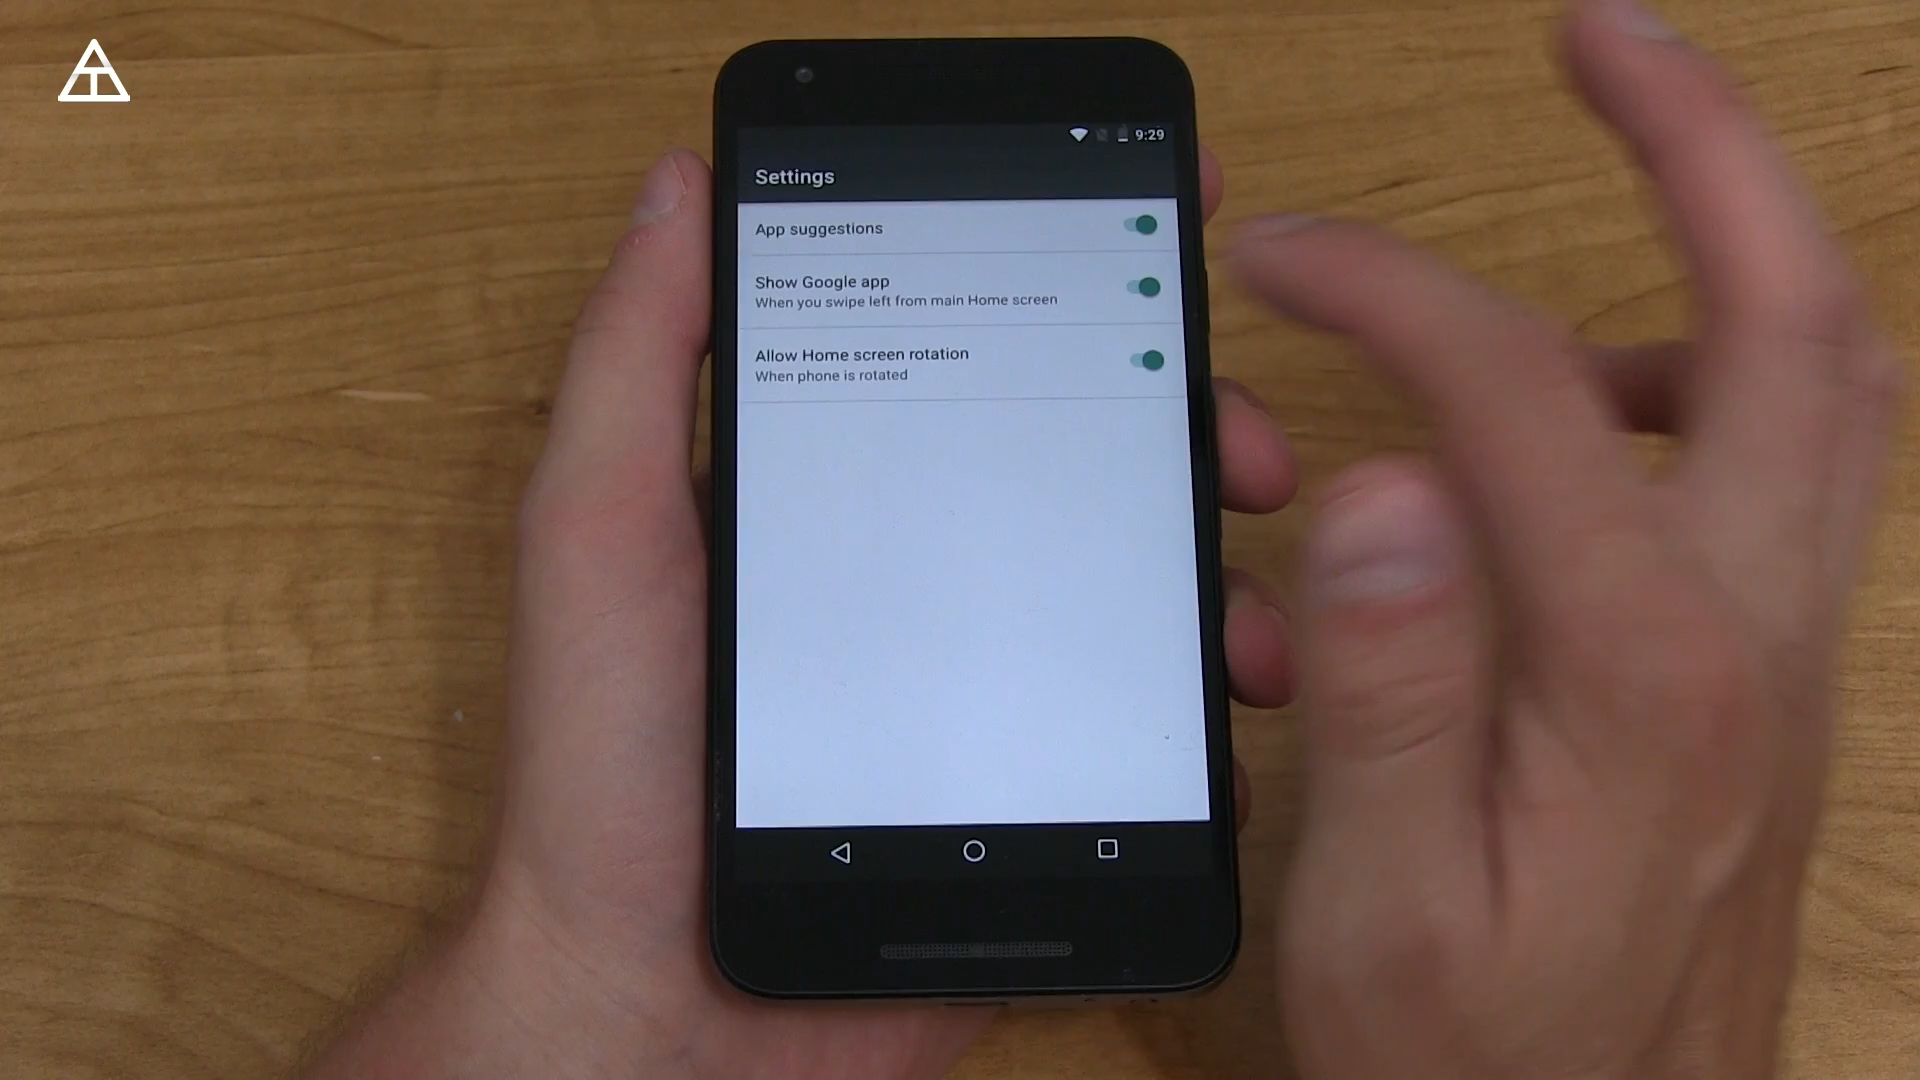 9:29
Settings
App suggestions
Show Google app
When you swipe left from main Home screen
Allow Home screen rotation
When phone is rotated